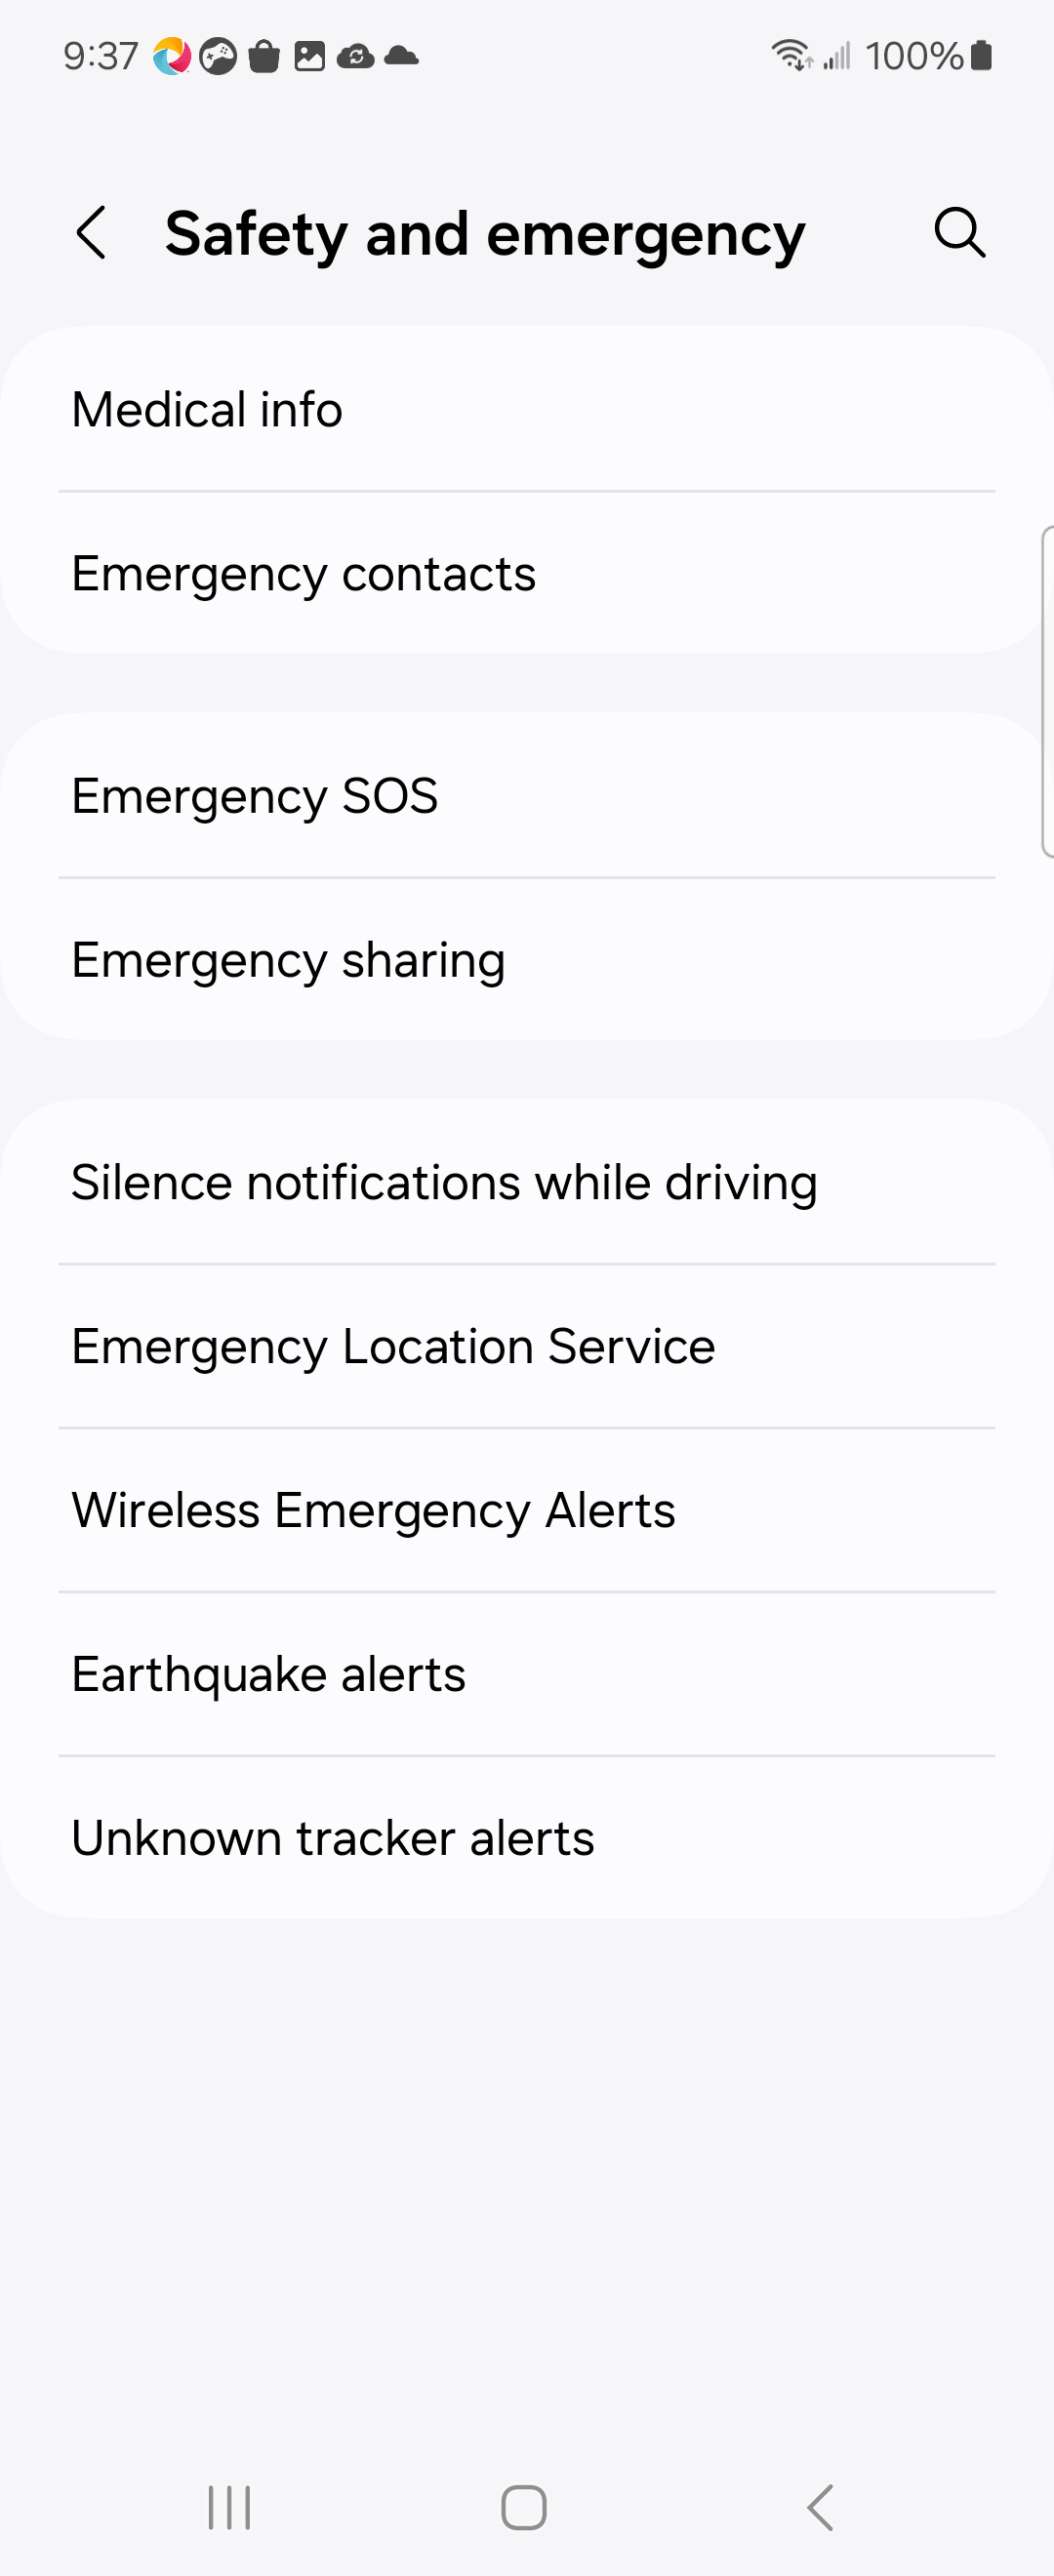 9:37 100%
Safety and emergency
Medical info
Emergency contacts
Emergency SOS
Emergency sharing
Silence notifications while driving
Emergency Location Service
Wireless Emergency Alerts
Earthquake alerts
Unknown tracker alerts